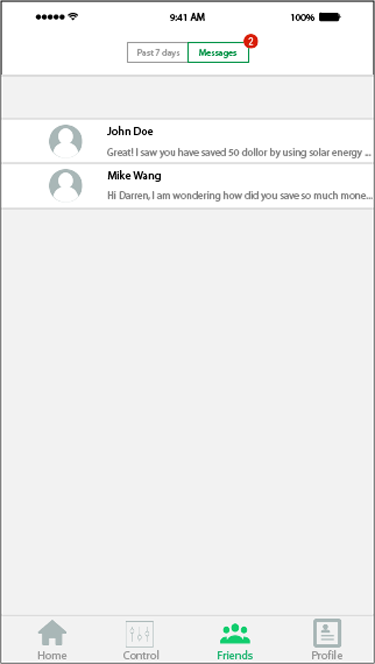 9:41 AM 100%
Past 7 days Messages 2
John Doe
Great! I saw you have saved 50 dollor by using solar energy ...
Mike Wang
Hi Darren, I am wondering how did you save so much mone...
Home Control Friends Profile